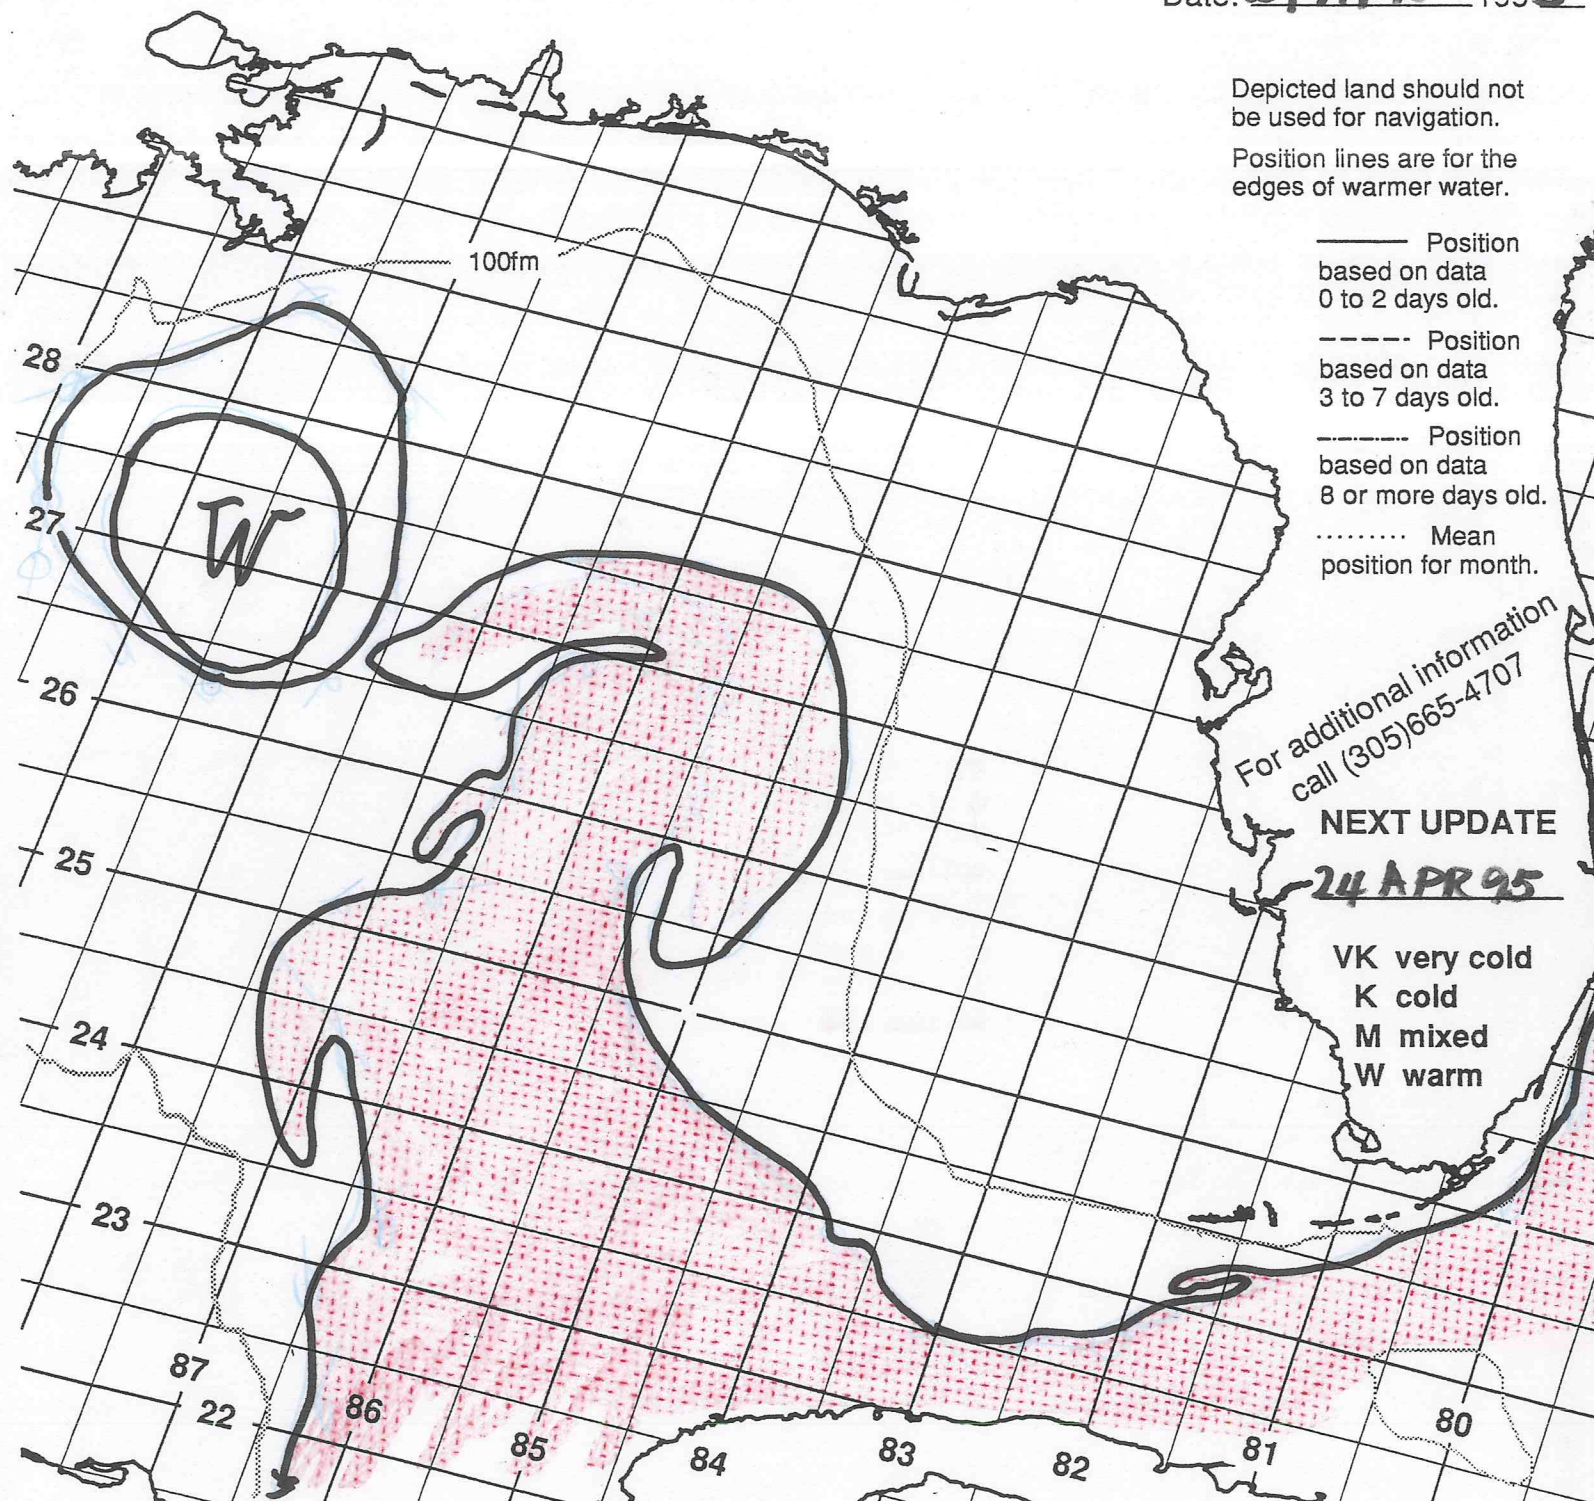 Date:
Depicted land should not
be used for navigation.
Position lines are for the
edges of warmer water.
Position
based on data
0 to 2 days old.
Position
based on data
3 to 7 days old.
Position
based on data
8 or more days old.
Mean
position for month.
For additional information
call (305)665-4707
NEXT UPDATE
24 APR 95
VK very cold
K cold
M mixed
W warm
100fm
W
28
27
26
25
24
23
22
87
86
85
84
83
82
81
80